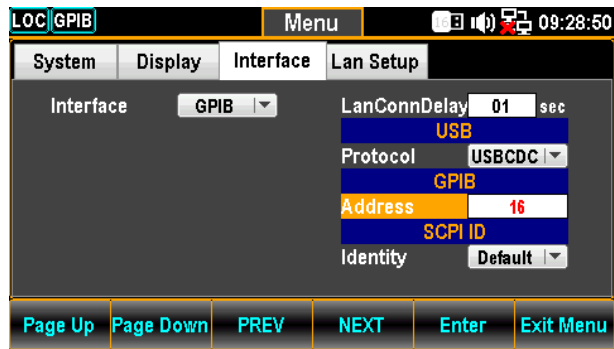 LOC GPIB Menu 16 09:28:50
System Display Interface Lan Setup
Interface GPIB LanConnDelay 01 sec
USB
Protocol USBCDC
GPIB
Address 16
SCPI ID
Identity Default
Page Up Page Down PREV NEXT Enter Exit Menu